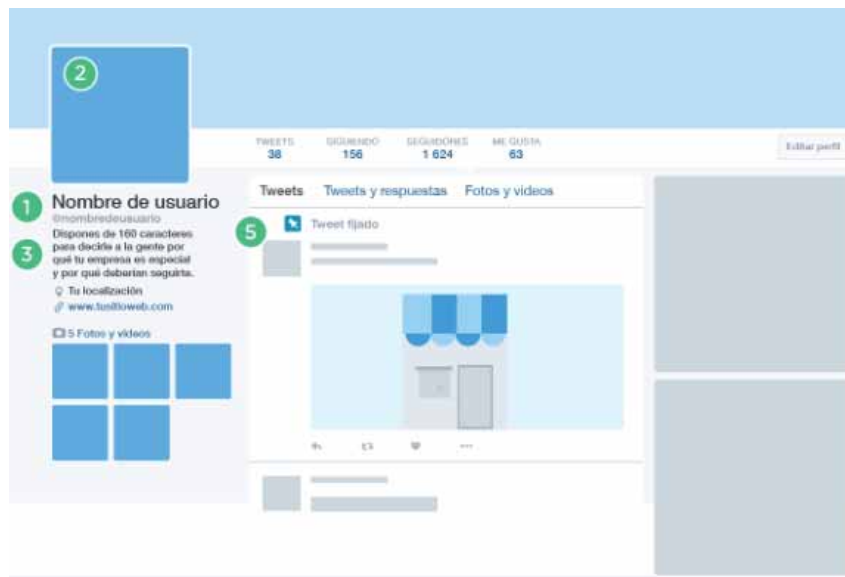 2
TWEETS SIGUIENDO SEGUIDORES ME GUSTA
38 156 1 624 63
Editar perfil
1 Nombre de usuario
@nombredeusuario
3 Dispones de 160 caracteres
para decirle a la gente por
qué tu empresa es especial
y por qué deberían seguirte.
Tu localización
www.tusitioweb.com
5 Fotos y videos
Tweets Tweets y respuestas Fotos y videos
5 Tweet fijado